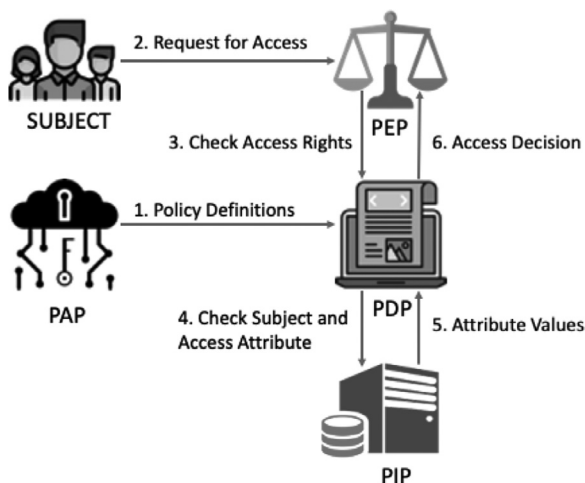 2. Request for Access
SUBJECT
PEP
3. Check Access Rights
6. Access Decision
1. Policy Definitions
PAP
PDP
4. Check Subject and
Access Attribute
5. Attribute Values
PIP